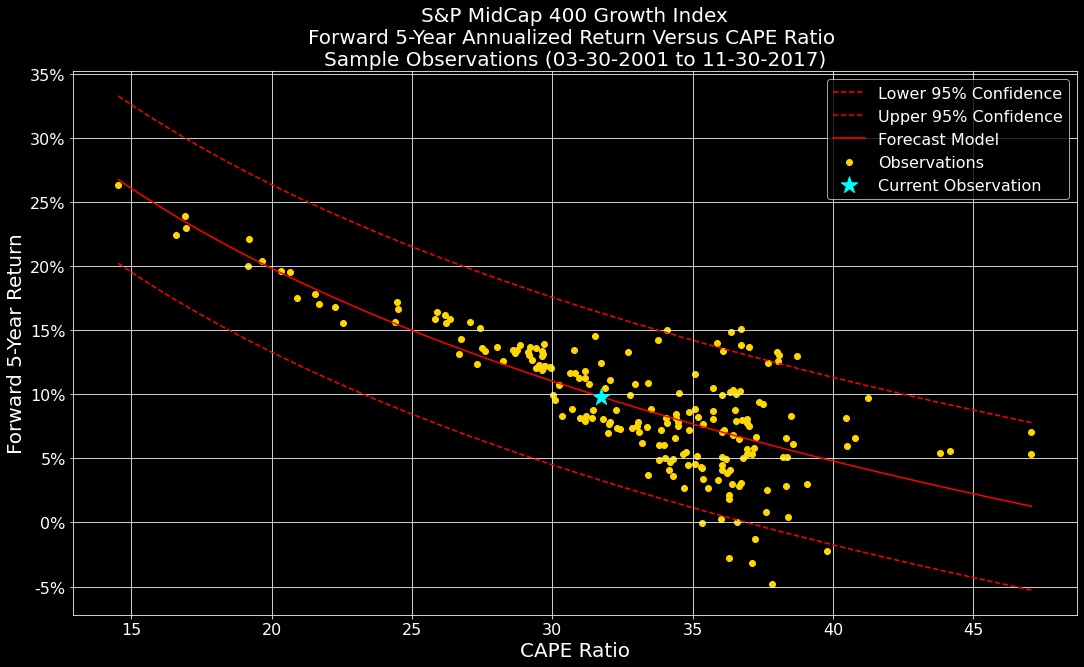 S&P MidCap 400 Growth Index
Forward 5-Year Annualized Return Versus CAPE Ratio
Sample Observations (03-30-2001 to 11-30-2017)
Lower 95% Confidence
Upper 95% Confidence
Forecast Model
Observations
Current Observation
Forward 5-Year Return
35%
30%
25%
20%
15%
10%
5%
0%
-5%
15 20 25 30 35 40 45
CAPE Ratio